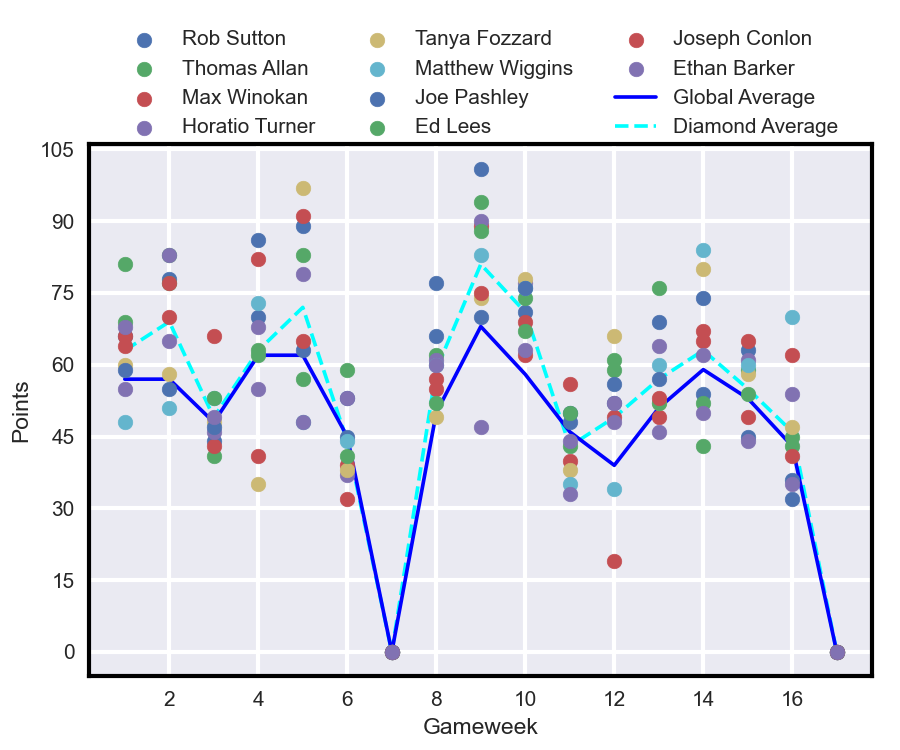 Rob Sutton Tanya Fozzard Joseph Conlon
Thomas Allan Matthew Wiggins Ethan Barker
Max Winokan Joe Pashley Global Average
Horatio Turner Ed Lees Diamond Average
105
90
75
60
45
30
15
0
Points
2 4 6 8 10 12 14 16
Gameweek